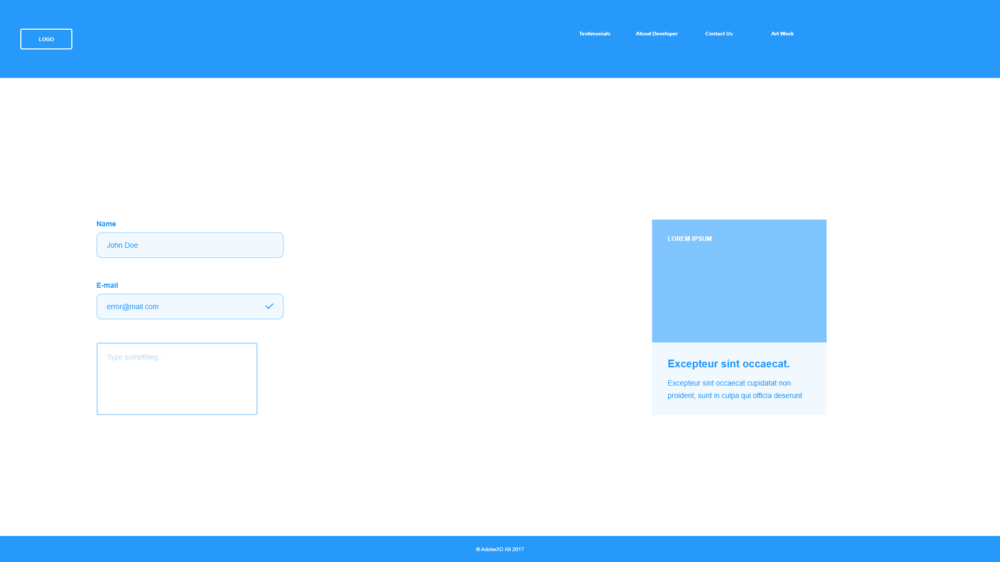 LOGO
Testimonials
About Developer
Contact Us
Art Week
Name
John Doe
E-mail
error@mail.com
Type something…
LOREM IPSUM
Excepteur sint occaecat.
Excepteur sint occaecat cupidatat non
proident, sunt in culpa qui officia deserunt
© AdobeXD Kit 2017